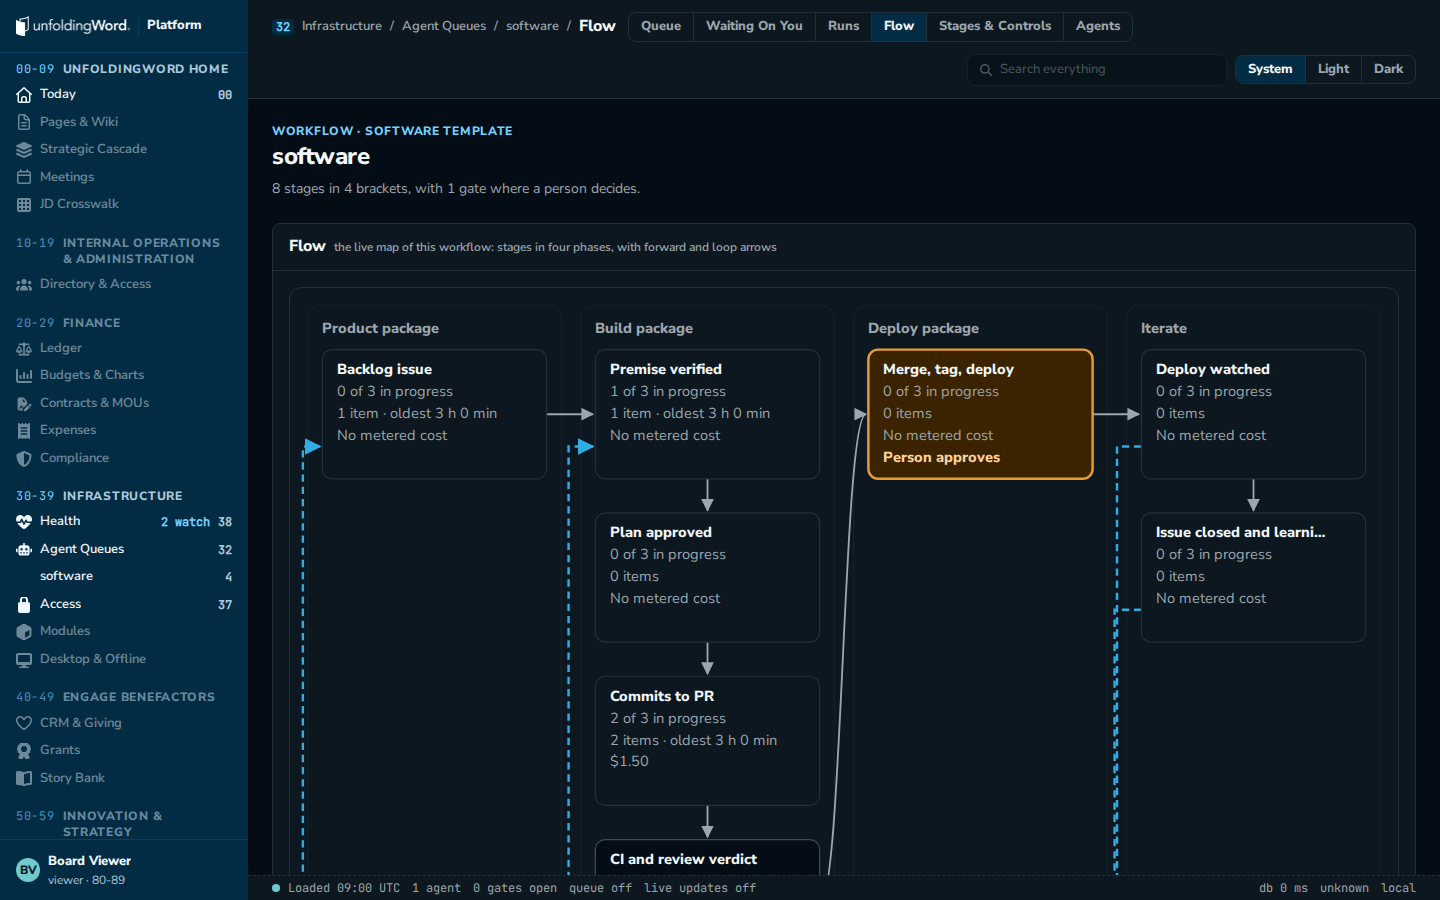 unfoldingWord. Platform
00-09 UNFOLDINGWORD HOME
Today 00
Pages & Wiki
Strategic Cascade
Meetings
JD Crosswalk
10-19 INTERNAL OPERATIONS
& ADMINISTRATION
Directory & Access
20-29 FINANCE
Ledger
Budgets & Charts
Contracts & MOUs
Expenses
Compliance
30-39 INFRASTRUCTURE
Health 2 watch 38
Agent Queues 32
software 4
Access 37
Modules
Desktop & Offline
40-49 ENGAGE BENEFACTORS
CRM & Giving
Grants
Story Bank
50-59 INNOVATION &
STRATEGY
BV Board Viewer
viewer · 80-89
32 Infrastructure / Agent Queues / software / Flow
Queue Waiting On You Runs Flow Stages & Controls Agents
Search everything
System Light Dark
WORKFLOW · SOFTWARE TEMPLATE
software
8 stages in 4 brackets, with 1 gate where a person decides.
Flow the live map of this workflow: stages in four phases, with forward and loop arrows
Product package
Backlog issue
0 of 3 in progress
1 item · oldest 3 h 0 min
No metered cost
Build package
Premise verified
1 of 3 in progress
1 item · oldest 3 h 0 min
No metered cost
Plan approved
0 of 3 in progress
0 items
No metered cost
Commits to PR
2 of 3 in progress
2 items · oldest 3 h 0 min
$1.50
CI and review verdict
Deploy package
Merge, tag, deploy
0 of 3 in progress
0 items
No metered cost
Person approves
Iterate
Deploy watched
0 of 3 in progress
0 items
No metered cost
Issue closed and learni...
0 of 3 in progress
0 items
No metered cost
Loaded 09:00 UTC 1 agent 0 gates open queue off live updates off
db 0 ms unknown local